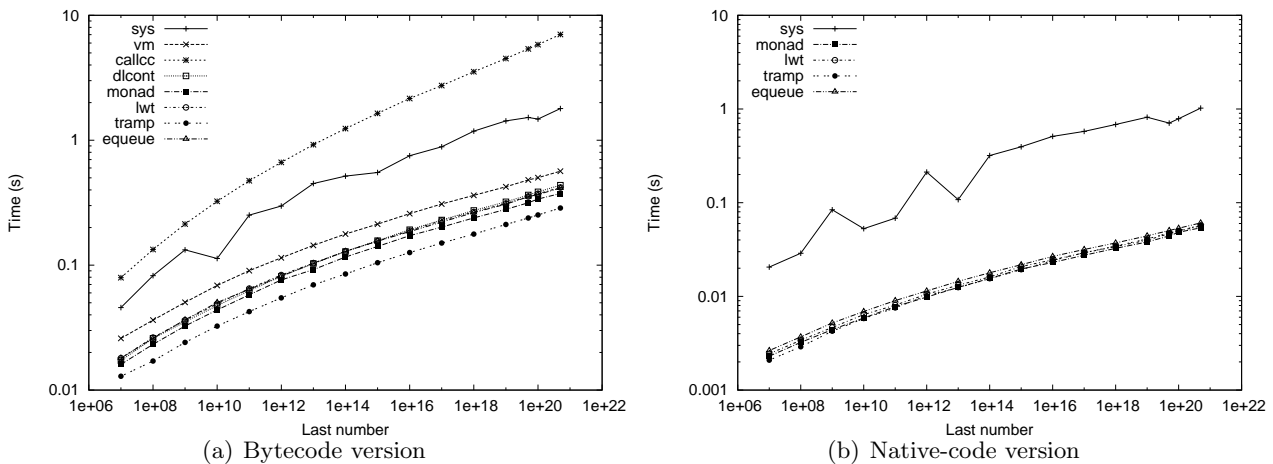 10
1
0.1
0.01
Time (s)
sys
vm
callcc
dlcont
monad
lwt
tramp
equeue
1e+06 1e+08 1e+10 1e+12 1e+14 1e+16 1e+18 1e+20 1e+22
Last number
(a) Bytecode version
10
1
0.1
0.01
0.001
Time (s)
sys
monad
lwt
tramp
equeue
1e+06 1e+08 1e+10 1e+12 1e+14 1e+16 1e+18 1e+20 1e+22
Last number
(b) Native-code version